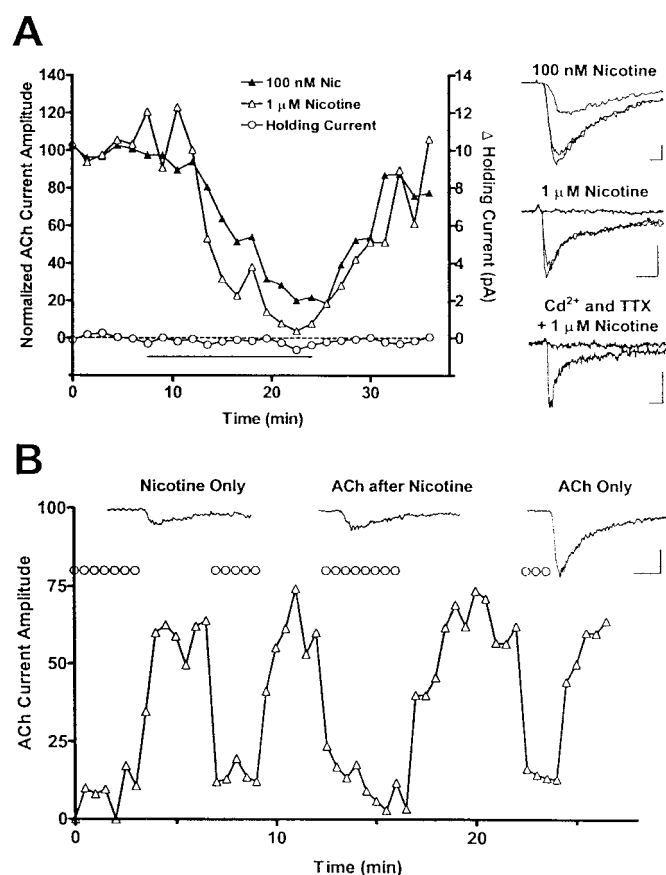 A
140
120
100
80
60
40
20
0
Normalized ACh Current Amplitude
100 nM Nic
1 μM Nicotine
Holding Current
14
12
10
8
6
4
2
0
Δ Holding Current (pA)
0
10
20
30
Time (min)
100 nM Nicotine
1 μM Nicotine
Cd²⁺ and TTX
+ 1 μM Nicotine
B
Nicotine Only
ACh after Nicotine
ACh Only
100
75
50
25
0
ACh Current Amplitude
0
10
20
Time (min)